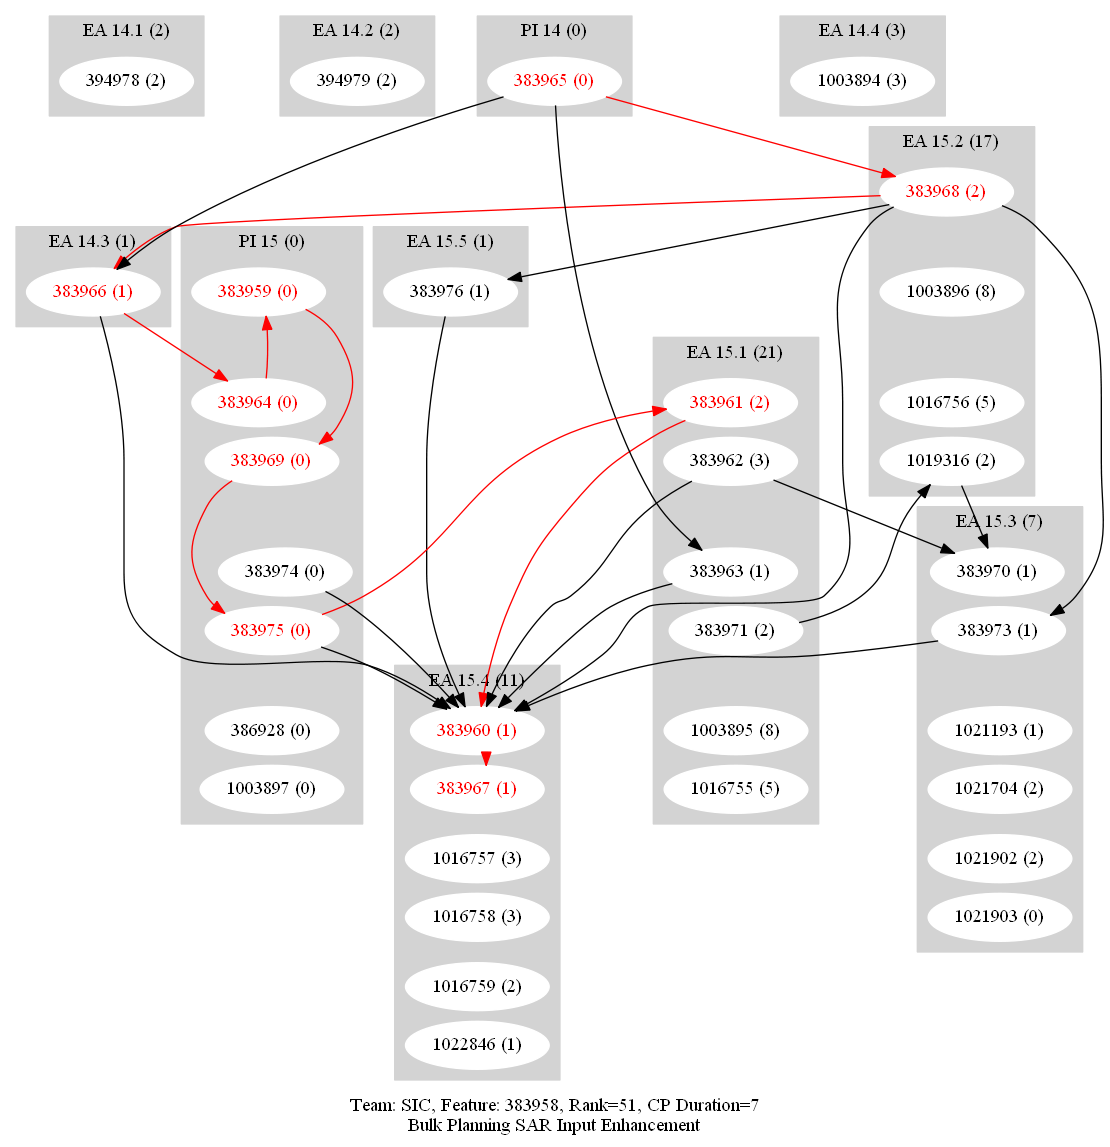 EA 14.1 (2)
394978 (2)
EA 14.2 (2)
394979 (2)
PI 14 (0)
383965 (0)
EA 14.4 (3)
1003894 (3)
EA 15.2 (17)
383968 (2)
1003896 (8)
1016756 (5)
1019316 (2)
EA 14.3 (1)
383966 (1)
PI 15 (0)
383959 (0)
383964 (0)
383969 (0)
383974 (0)
383975 (0)
386928 (0)
1003897 (0)
EA 15.5 (1)
383976 (1)
EA 15.1 (21)
383961 (2)
383962 (3)
383963 (1)
383971 (2)
1003895 (8)
1016755 (5)
EA 15.3 (7)
383970 (1)
383973 (1)
1021193 (1)
1021704 (2)
1021902 (2)
1021903 (0)
EA 15.4 (11)
383960 (1)
383967 (1)
1016757 (3)
1016758 (3)
1016759 (2)
1022846 (1)
Team: SIC, Feature: 383958, Rank=51, CP Duration=7
Bulk Planning SAR Input Enhancement